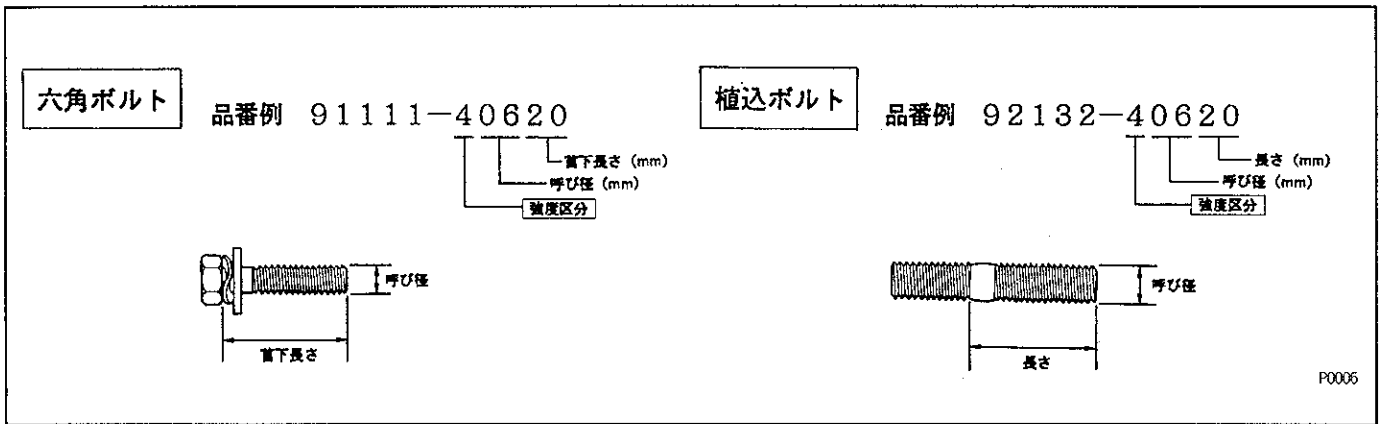 六角ボルト
品番例 91111-40620
首下長さ (mm)
呼び径 (mm)
強度区分
呼び径
首下長さ
植込ボルト
品番例 92132-40620
長さ (mm)
呼び径 (mm)
強度区分
呼び径
長さ
P0006